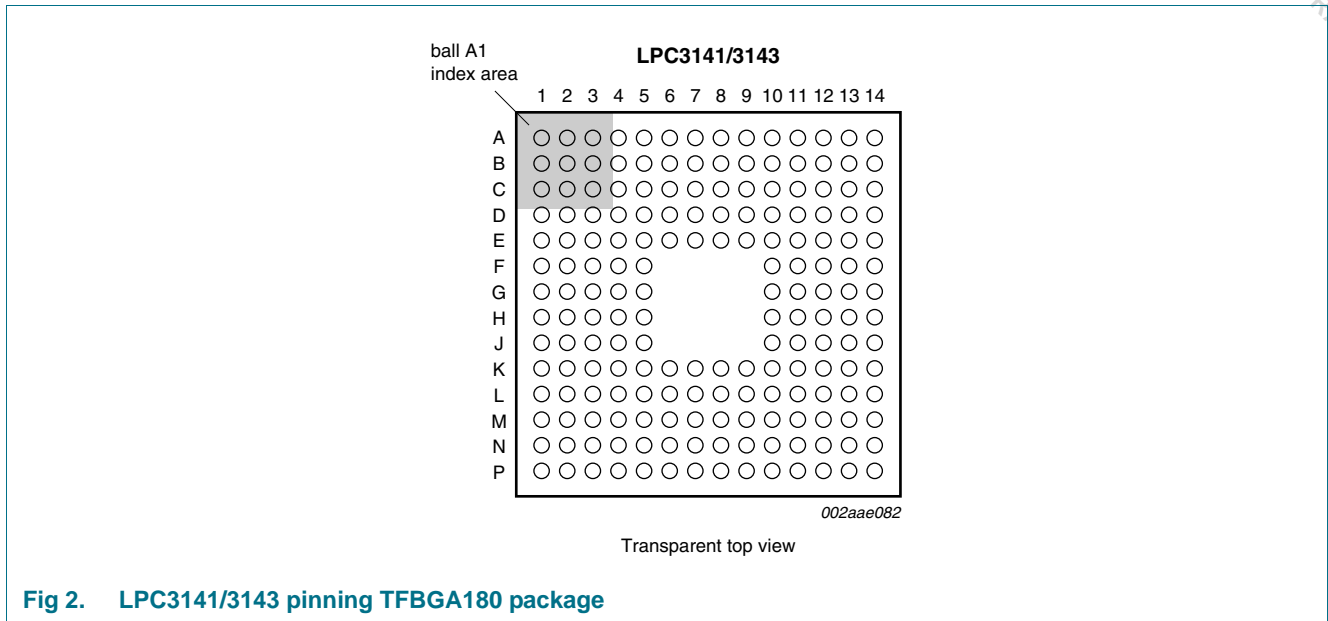 ball A1
index area
LPC3141/3143
1 2 3 4 5 6 7 8 9 10 11 12 13 14
A
B
C
D
E
F
G
H
J
K
L
M
N
P
002aae082
Transparent top view
Fig 2. LPC3141/3143 pinning TFBGA180 package